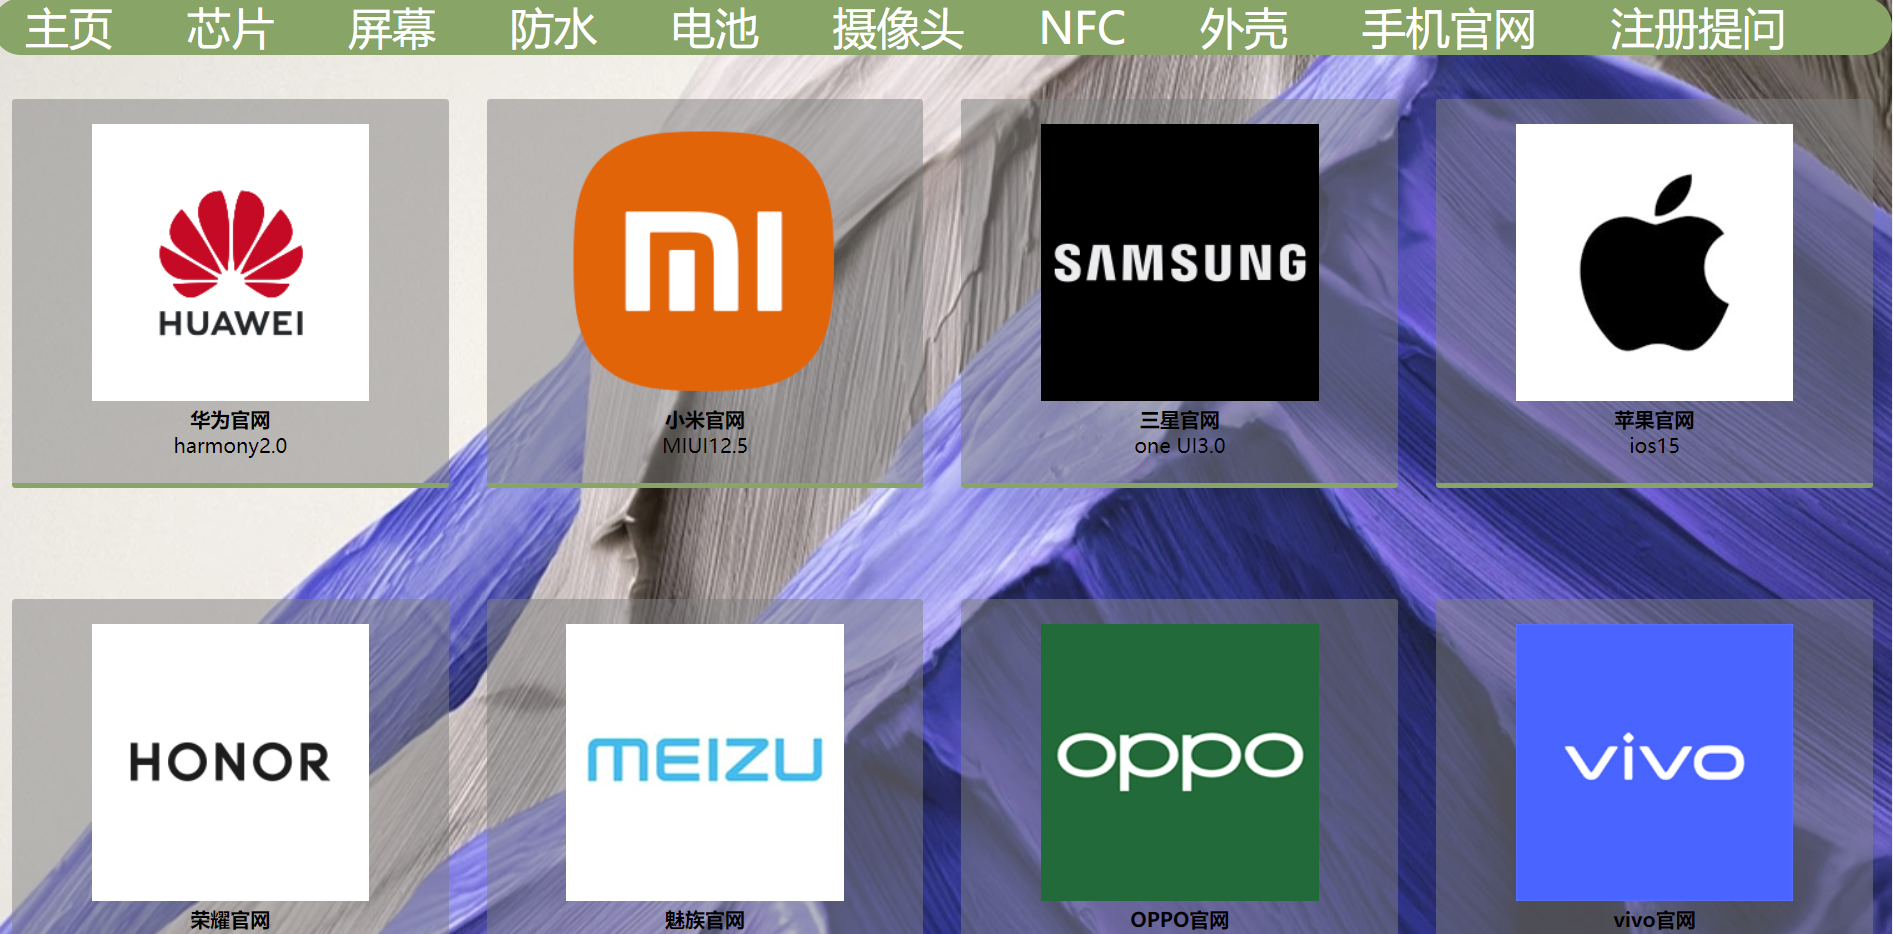 主页 芯片 屏幕 防水 电池 摄像头 NFC 外壳 手机官网 注册提问
HUAWEI
华为官网
harmony2.0
mi
小米官网
MIUI12.5
SAMSUNG
三星官网
one UI3.0
苹果官网
ios15
HONOR
荣耀官网
MEIZU
魅族官网
oppo
OPPO官网
vivo
vivo官网